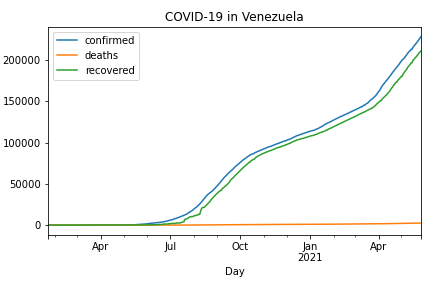 COVID-19 in Venezuela
confirmed
deaths
recovered
200000
150000
100000
50000
0
Apr
Jul
Oct
Jan
2021
Apr
Day